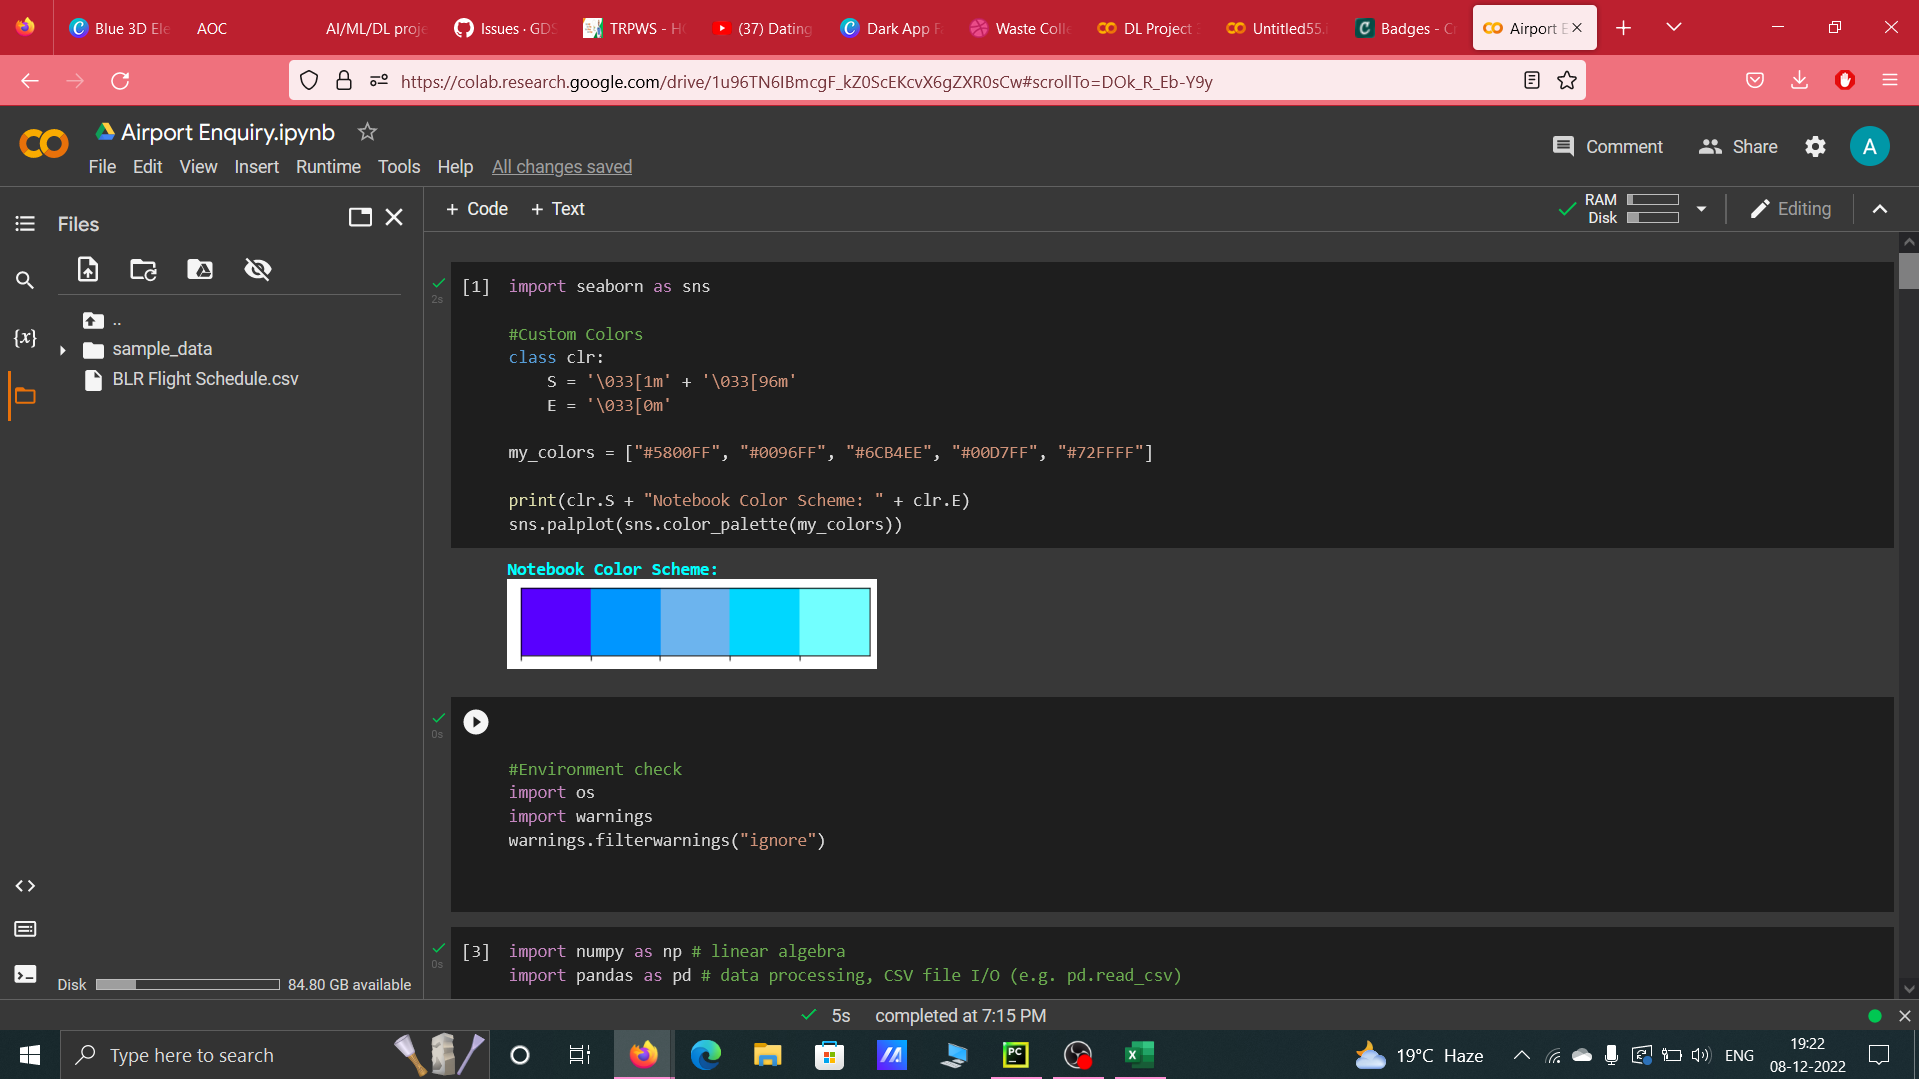 Blue 3D Ele
AOC
AI/ML/DL proje
Issues · GDS
TRPWS - HO
(37) Dating
Dark App F
Waste Colle
DL Project
Untitled55.i
Badges - C
Airport E
https://colab.research.google.com/drive/1u96TN6IBmcgF_kZ0ScEKcvX6gZXR0sCw#scrollTo=DOk_R_Eb-Y9y
Airport Enquiry.ipynb
Comment
Share
A
File Edit View Insert Runtime Tools Help All changes saved
Files
+ Code + Text
RAM
Disk
Editing
..
sample_data
BLR Flight Schedule.csv
2s
[1] import seaborn as sns
#Custom Colors
class clr:
S = '\033[1m' + '\033[96m'
E = '\033[0m'
my_colors = ["#5800FF", "#0096FF", "#6CB4EE", "#00D7FF", "#72FFFF"]
print(clr.S + "Notebook Color Scheme: " + clr.E)
sns.palplot(sns.color_palette(my_colors))
Notebook Color Scheme:
0s
#Environment check
import os
import warnings
warnings.filterwarnings("ignore")
0s
[3] import numpy as np # linear algebra
import pandas as pd # data processing, CSV file I/O (e.g. pd.read_csv)
Disk 84.80 GB available
5s completed at 7:15 PM
Type here to search
PC
19°C Haze
ENG
19:22
08-12-2022